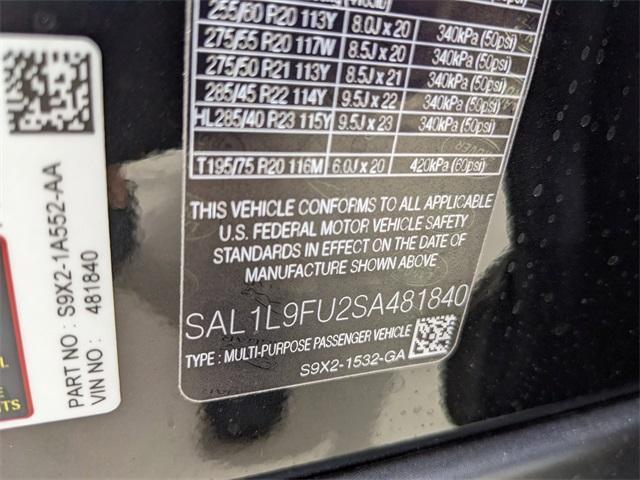 255/60 R20 113Y 8.0J x 20 340kPa (50psi)
275/55 R20 117W 8.5J x 20 340kPa (50psi)
275/50 R21 113Y 8.5J x 21 340kPa (50psi)
285/45 R22 114Y 9.5J x 22 340kPa (50psi)
HL285/40 R23 115Y 9.5J x 23 340kPa (50psi)
T195/75 R20 116M 6.0J x 20 420kPa (60psi)
THIS VEHICLE CONFORMS TO ALL APPLICABLE
U.S. FEDERAL MOTOR VEHICLE SAFETY
STANDARDS IN EFFECT ON THE DATE OF
MANUFACTURE SHOWN ABOVE
SAL1L9FU2SA481840
TYPE : MULTI-PURPOSE PASSENGER VEHICLE
S9X2-1532-GA
PART NO : S9X2-1A552-AA
VIN NO : 481840